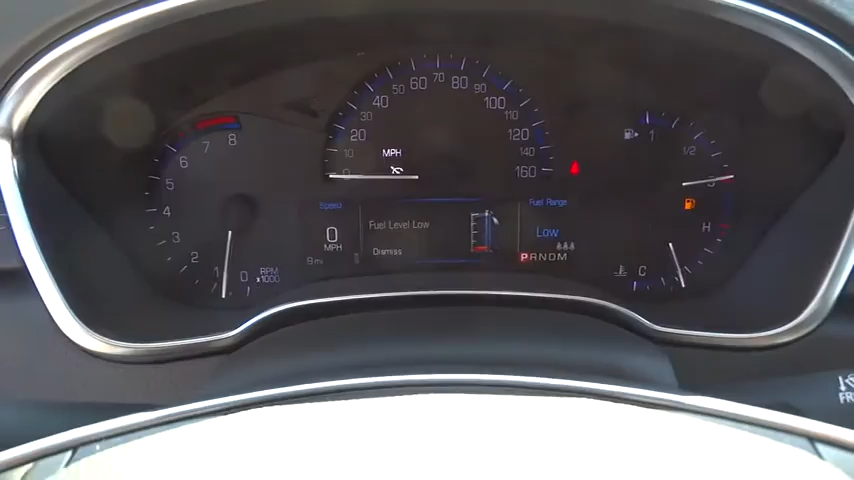 8
7
6
5
4
3
2
1
0
RPM
x1000
0
10
20
30
40
50
60
70
80
90
100
110
120
140
160
MPH
Speed
0
MPH
9 mi
Fuel Level Low
Dismiss
Fuel Range
Low
PRNDM
1
1/2
H
C